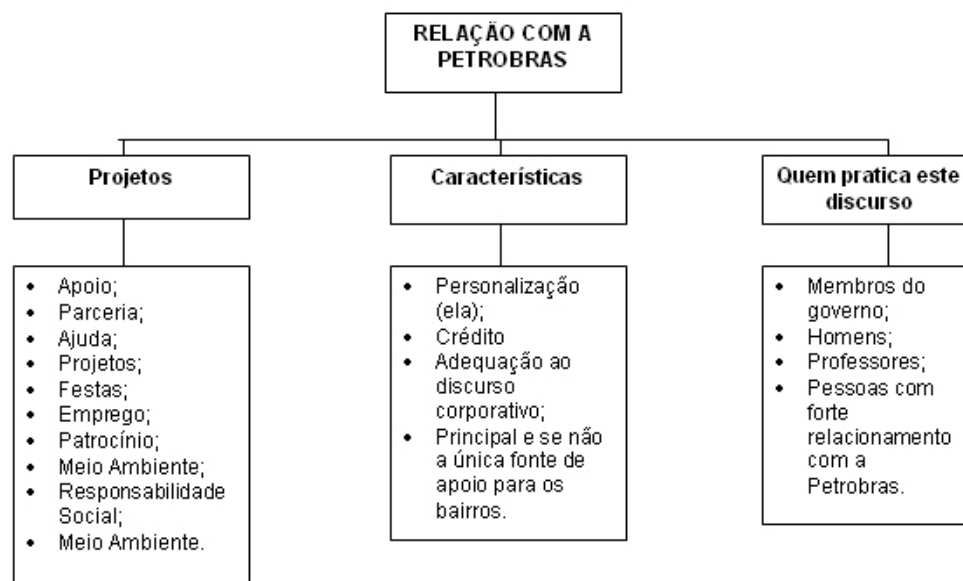 RELAÇÃO COM A
PETROBRAS
Projetos
• Apoio;
• Parceria;
• Ajuda;
• Projetos;
• Festas;
• Emprego;
• Patrocínio;
• Meio Ambiente;
• Responsabilidade
Social;
• Meio Ambiente.
Características
• Personalização
(ela);
• Crédito
• Adequação ao
discurso
corporativo;
• Principal e se não
a única fonte de
apoio para os
bairros.
Quem pratica este
discurso
• Membros do
governo;
• Homens;
• Professores;
• Pessoas com
forte
relacionamento
com a
Petrobras.